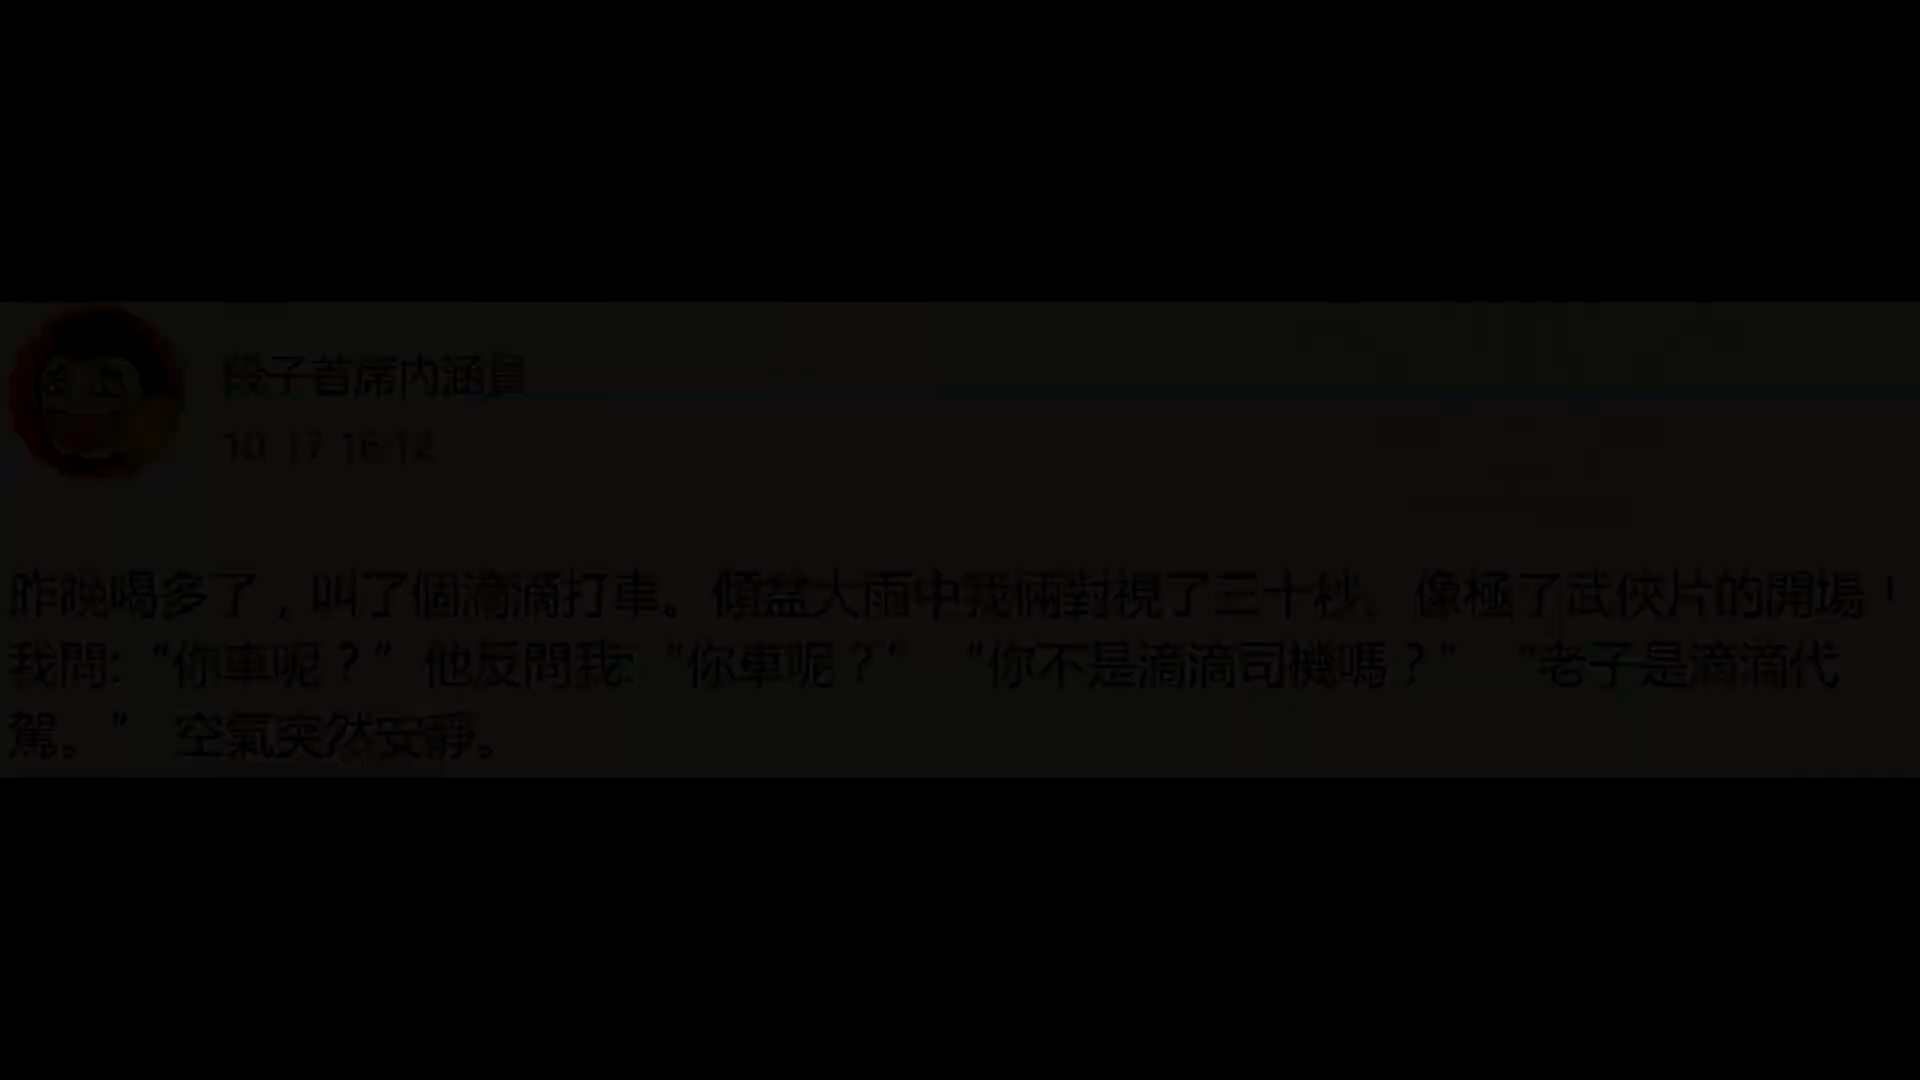 段子首席内涵員
10-17 16:12
昨晚喝多了，叫了個滴滴打車。傾盆大雨中我倆對視了三十秒、像極了武俠片的開場！
我問:“你車呢？” 他反問我: “你車呢？” “你不是滴滴司機嗎？” “老子是滴滴代
駕。” 空氣突然安靜。